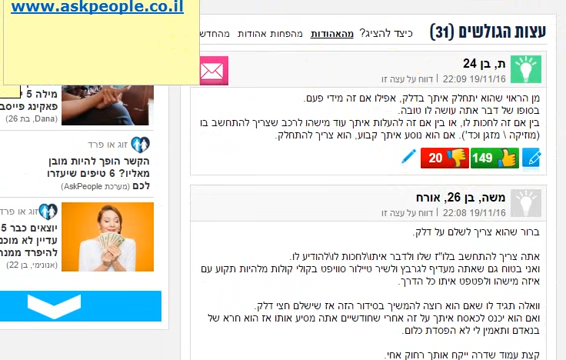 www.askpeople.co.il
עצות הגולשים (31)
כיצד להציג? מהאהודות מהפחות אהודות מהחדש
ת, בן 24
22:09 19/11/16 | דווח על עצה זו
מן הראוי שהוא יתחלק איתך בדלק, אפילו אם זה מידי פעם.
בסופו של דבר אתה עושה לו טובה.
בין אם זה לחכות לו, או בין אם זה להעלות איתך עוד מישהו לרכב שצריך להתחשב בו
(מוזיקה \ מזגן וכד'). אם הוא נוסע איתך קבוע, הוא צריך להתחלק.
149 20
משה, בן 26, אורח
22:08 19/11/16 | דווח על עצה זו
ברור שהוא צריך לשלם על דלק.
אתה צריך להתחשב בלו"ז שלו ולדבר איתו\לחכות לו\להודיע לו.
ואני בטוח גם שאתה מעדיף לגרבץ ולשיר טיילור סוויפט בקולי קולות מלהיות תקוע עם
איזה מישהו ולפטפט איתו כל הדרך.
וואלה תגיד לו שאם הוא רוצה להמשיך בסידור הזה אז שישלם חצי דלק.
ואם הוא יכנס לכאסח איתך על זה אחרי שחודשיים אתה מסיע אותו אז הוא חרא של
בנאדם ותאמין לי לא הפסדת כלום.
קצת עמוד שדרה ייקח אותך רחוק אחי.
מילה 5
פאקינג פייסב
(Dana, בת 26)
זוג או פרד
הקשר הופך להיות מובן
מאליו? 6 טיפים שיעזרו
לכם (מערכת AskPeople)
זוג או פרד
יוצאים כבר 5
עדיין לא מוכנ
להיפרד ממנה
(אנונימי, בן 22)